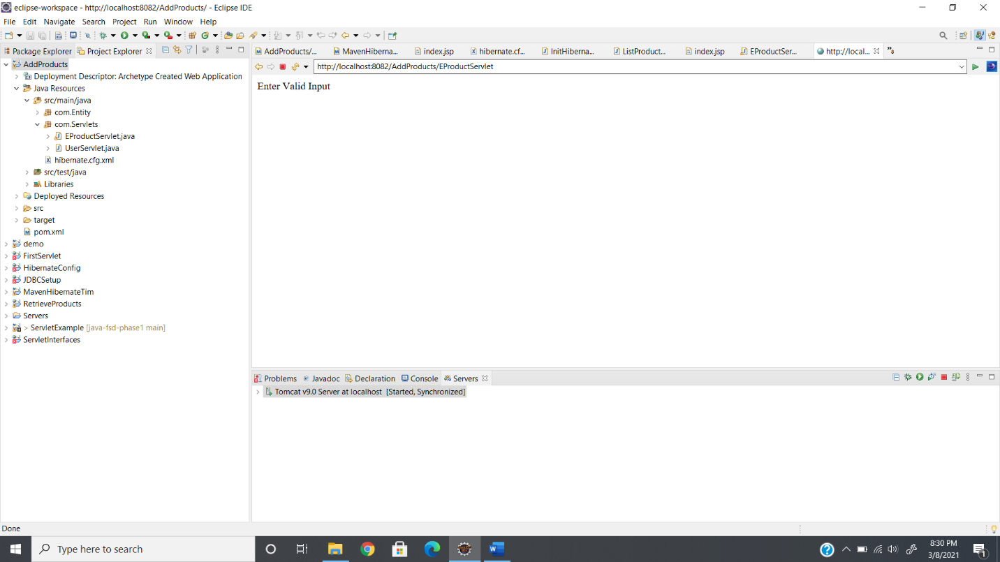 eclipse-workspace - http://localhost:8082/AddProducts/ - Eclipse IDE
File Edit Navigate Search Project Run Window Help
Package Explorer Project Explorer
AddProducts
Deployment Descriptor: Archetype Created Web Application
Java Resources
src/main/java
com.Entity
com.Servlets
EProductServlet.java
UserServlet.java
hibernate.cfg.xml
src/test/java
Libraries
Deployed Resources
src
target
pom.xml
demo
FirstServlet
HibernateConfig
JDBCSetup
MavenHibernateTim
RetrieveProducts
Servers
> ServletExample [java-fsd-phase1 main]
ServletInterfaces
AddProducts/... MavenHiberna... index.jsp hibernate.cf... InitHiberna... ListProduct... index.jsp EProductSer... http://local... »8
http://localhost:8082/AddProducts/EProductServlet
Enter Valid Input
Problems Javadoc Declaration Console Servers
Tomcat v9.0 Server at localhost [Started, Synchronized]
Done
Type here to search
8:30 PM
3/8/2021
1